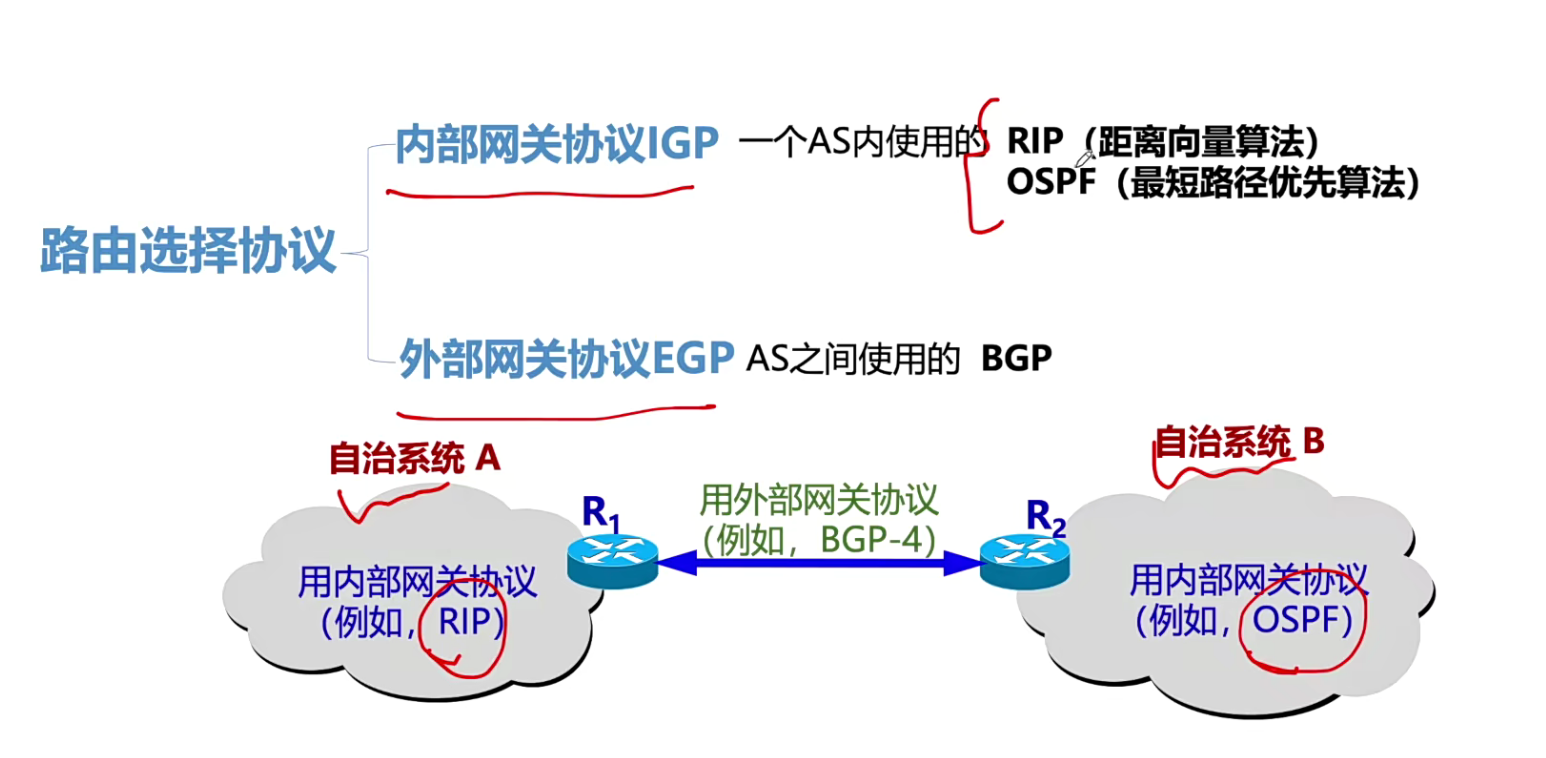 内部网关协议IGP 一个AS内使用的 RIP（距离向量算法）
OSPF（最短路径优先算法）
路由选择协议
外部网关协议EGP AS之间使用的 BGP
自治系统 A
自治系统 B
R1
用外部网关协议
（例如，BGP-4）
R2
用内部网关协议
（例如，RIP）
用内部网关协议
（例如，OSPF）